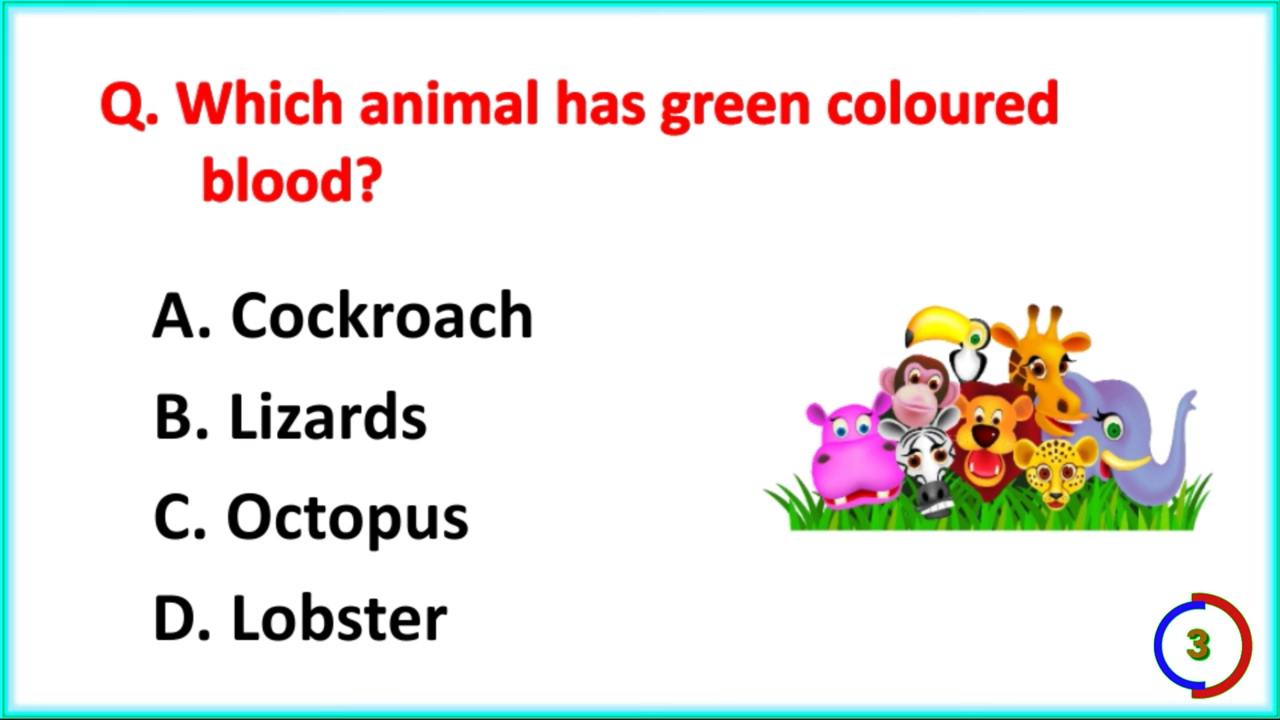 Q. Which animal has green coloured
blood?
A. Cockroach
B. Lizards
C. Octopus
D. Lobster
3